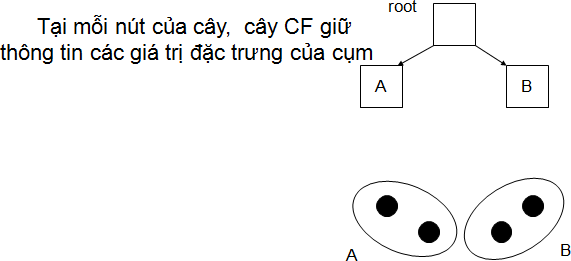 root
Tại mỗi nút của cây, cây CF giữ
thông tin các giá trị đặc trưng của cụm
A
B
A
B